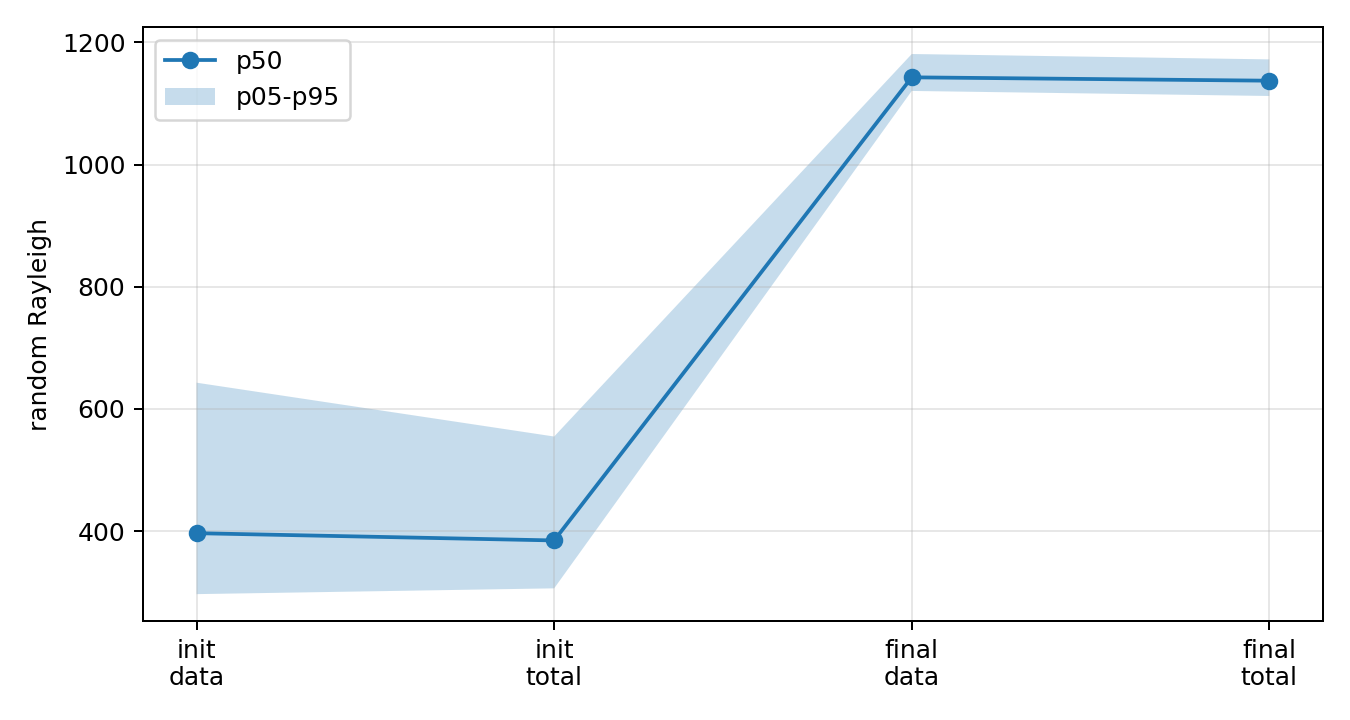 1200
1000
800
600
400
random Rayleigh
p50
p05-p95
init
data
init
total
final
data
final
total